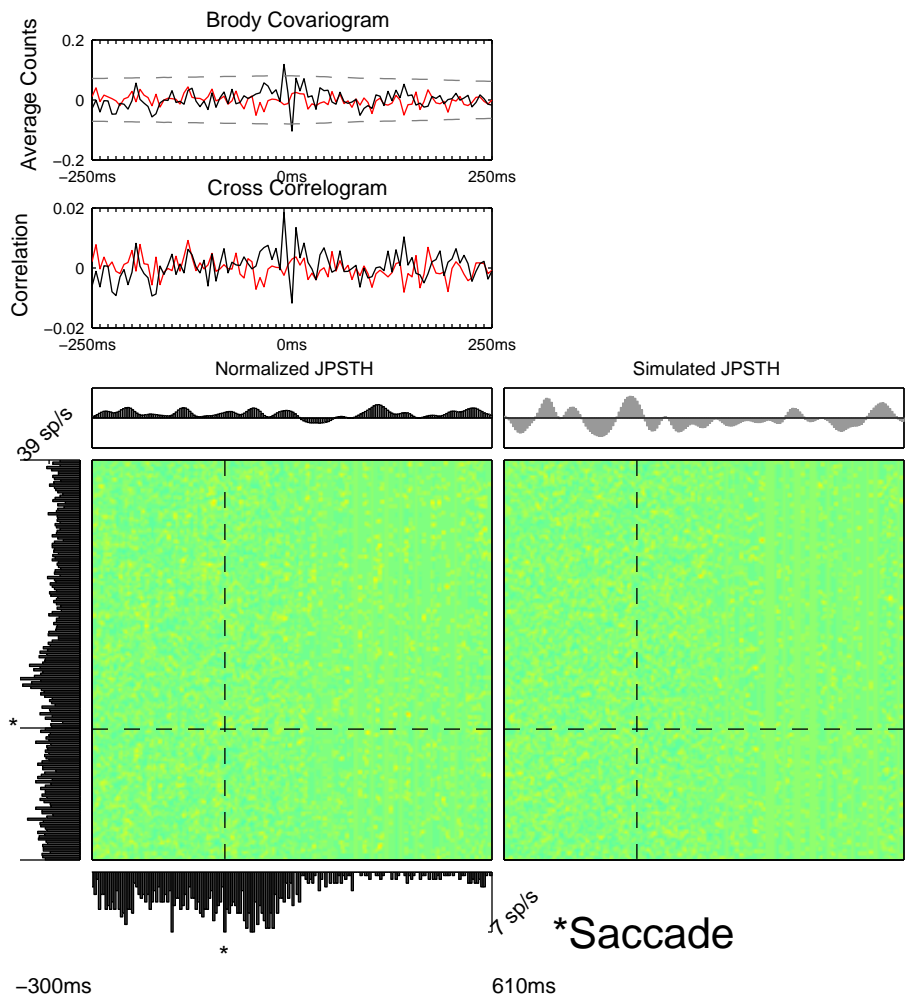 Brody Covariogram
Average Counts
0.2
0
−0.2
−250ms
0ms
250ms
Cross Correlogram
Correlation
0.02
0
−0.02
−250ms
0ms
250ms
Normalized JPSTH
Simulated JPSTH
39 sp/s
*
*
7 sp/s
*Saccade
−300ms
610ms